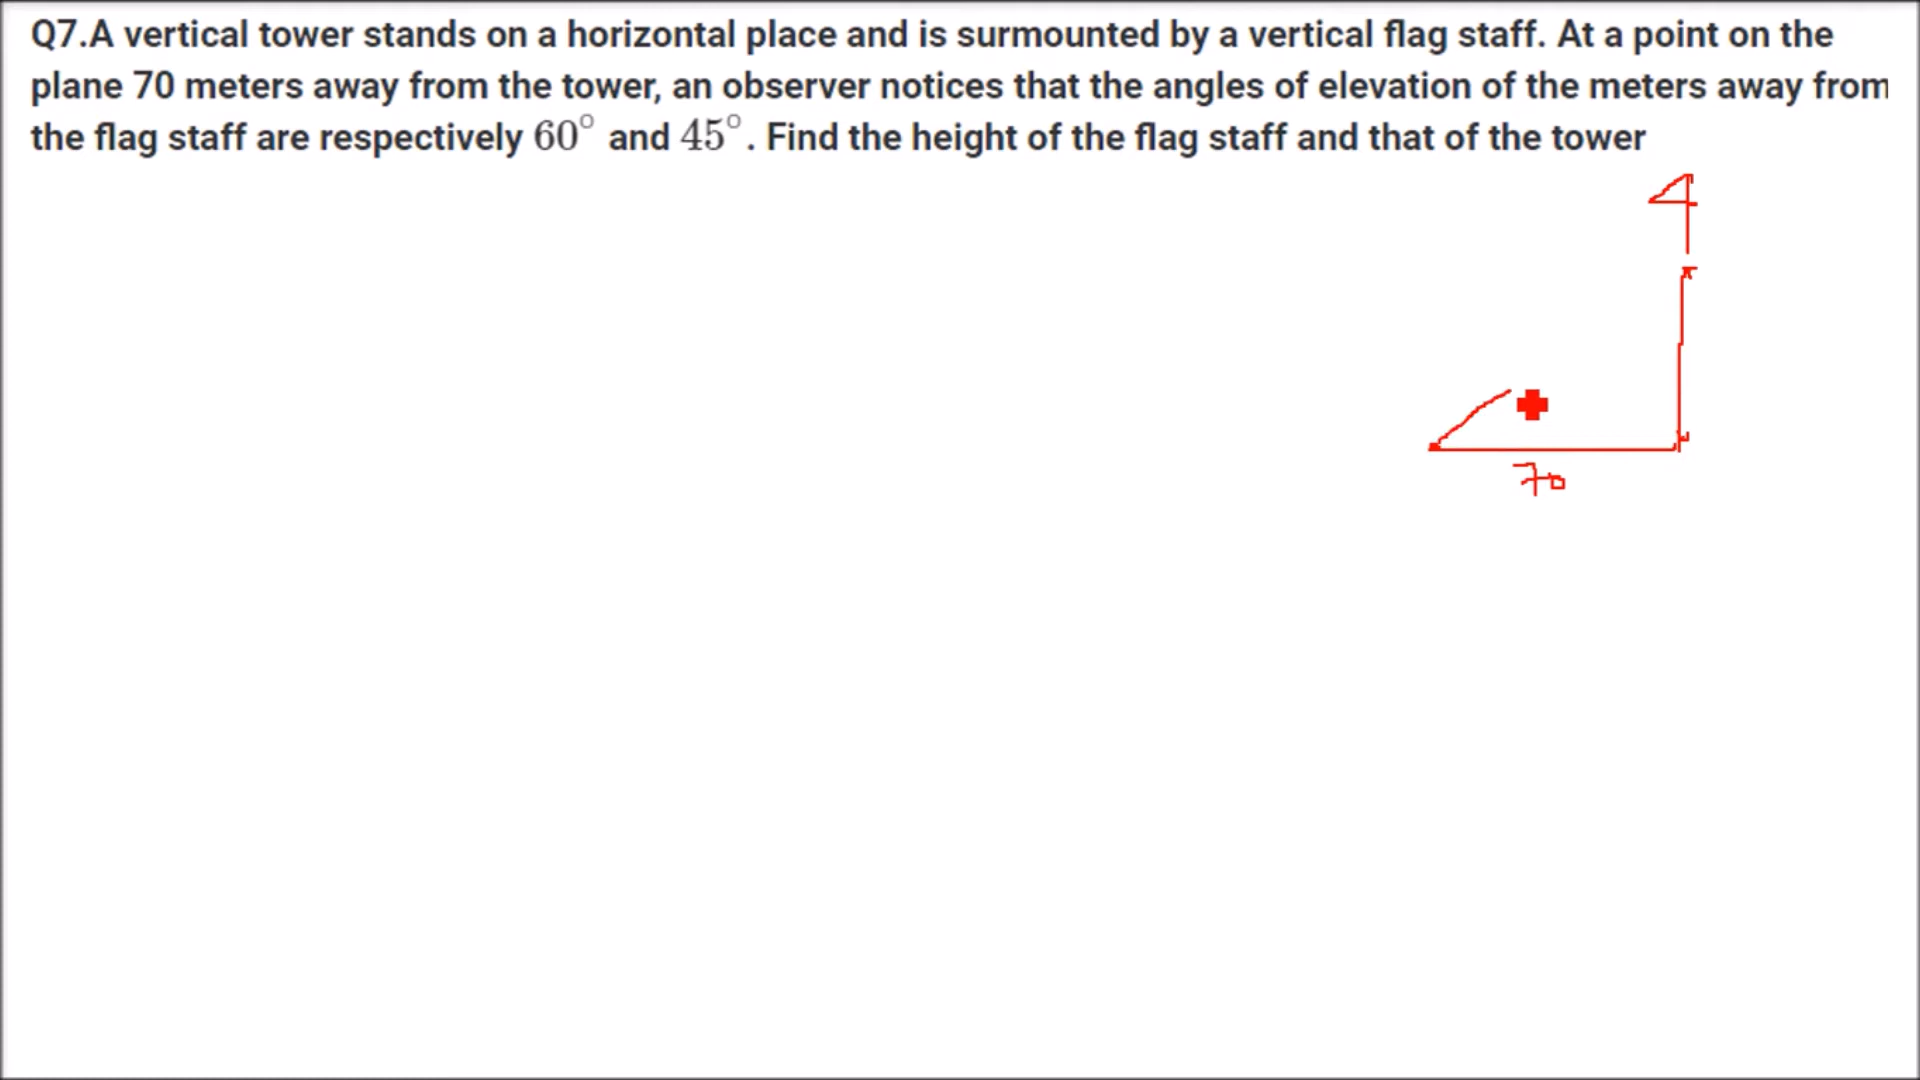 Q7.A vertical tower stands on a horizontal place and is surmounted by a vertical flag staff. At a point on the
plane 70 meters away from the tower, an observer notices that the angles of elevation of the meters away from
the flag staff are respectively 60° and 45°. Find the height of the flag staff and that of the tower
70